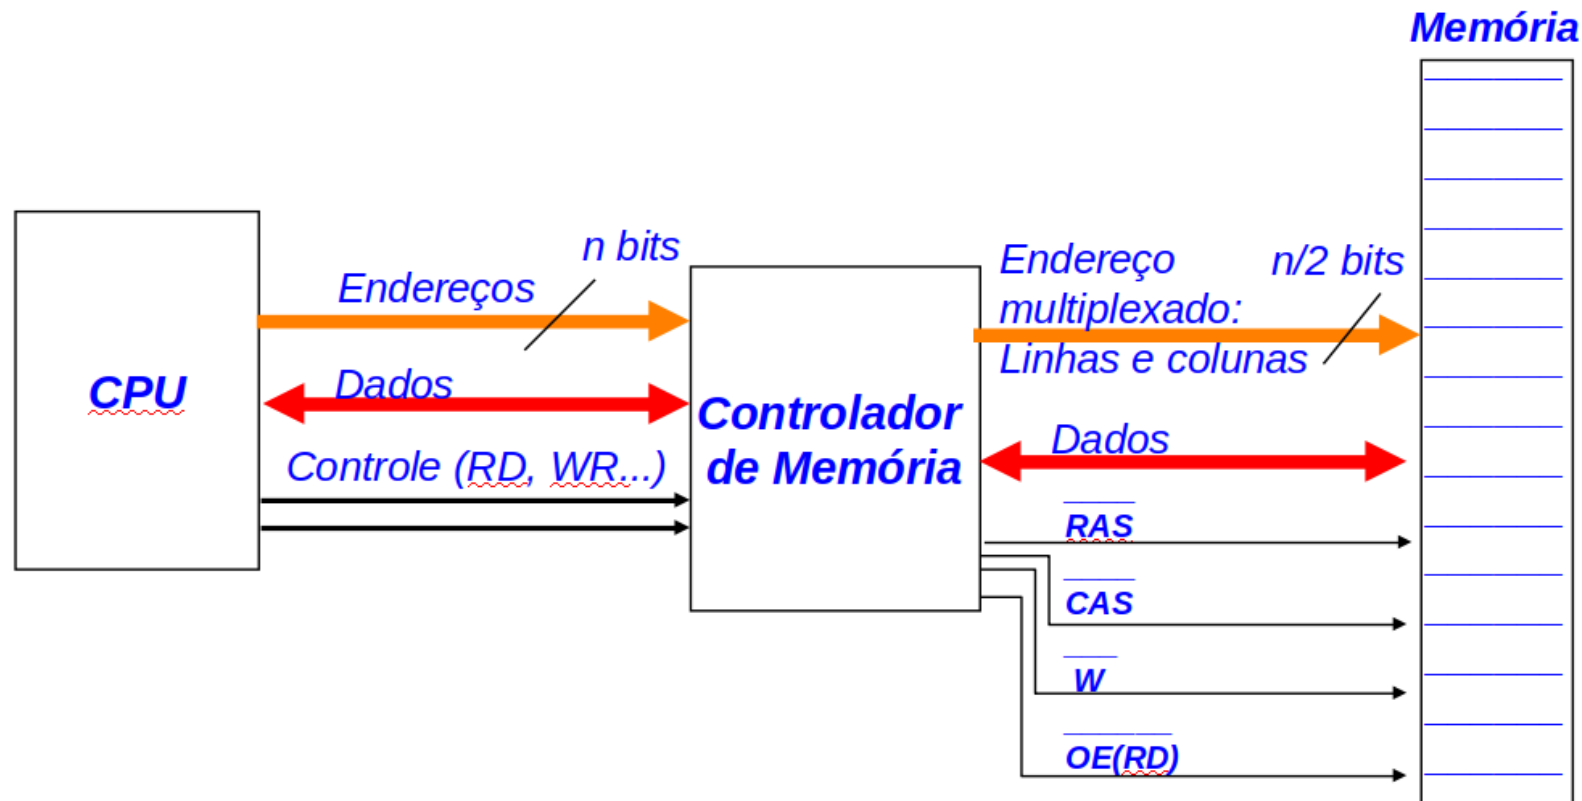 Memória
n bits
Endereços
CPU
Dados
Controle (RD, WR...)
Controlador
de Memória
Endereço
multiplexado:
Linhas e colunas
n/2 bits
Dados
RAS
CAS
W
OE(RD)